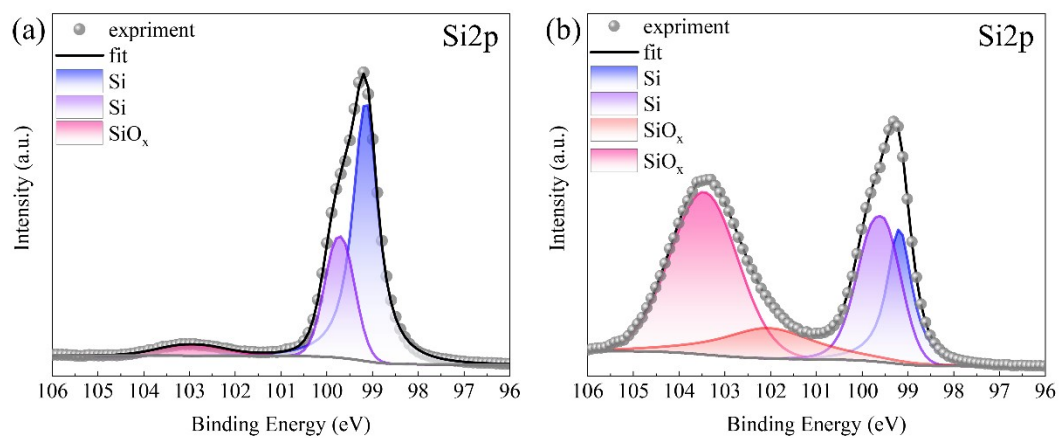 (a)
expriment
fit
Si
Si
SiOx
Si2p
Intensity (a.u.)
106 105 104 103 102 101 100 99 98 97 96
Binding Energy (eV)
(b)
expriment
fit
Si
Si
SiOx
SiOx
Si2p
Intensity (a.u.)
106 105 104 103 102 101 100 99 98 97 96
Binding Energy (eV)